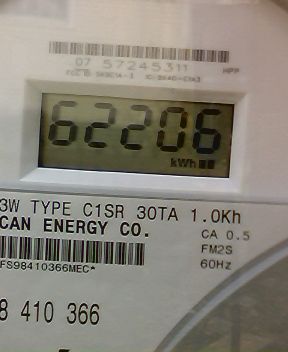 07 57245311
HPP
62206
kWh
3W TYPE C1SR 30TA 1.0Kh
CAN ENERGY CO.
CA 0.5
FM2S
60Hz
FS98410366MEC*
8 410 366